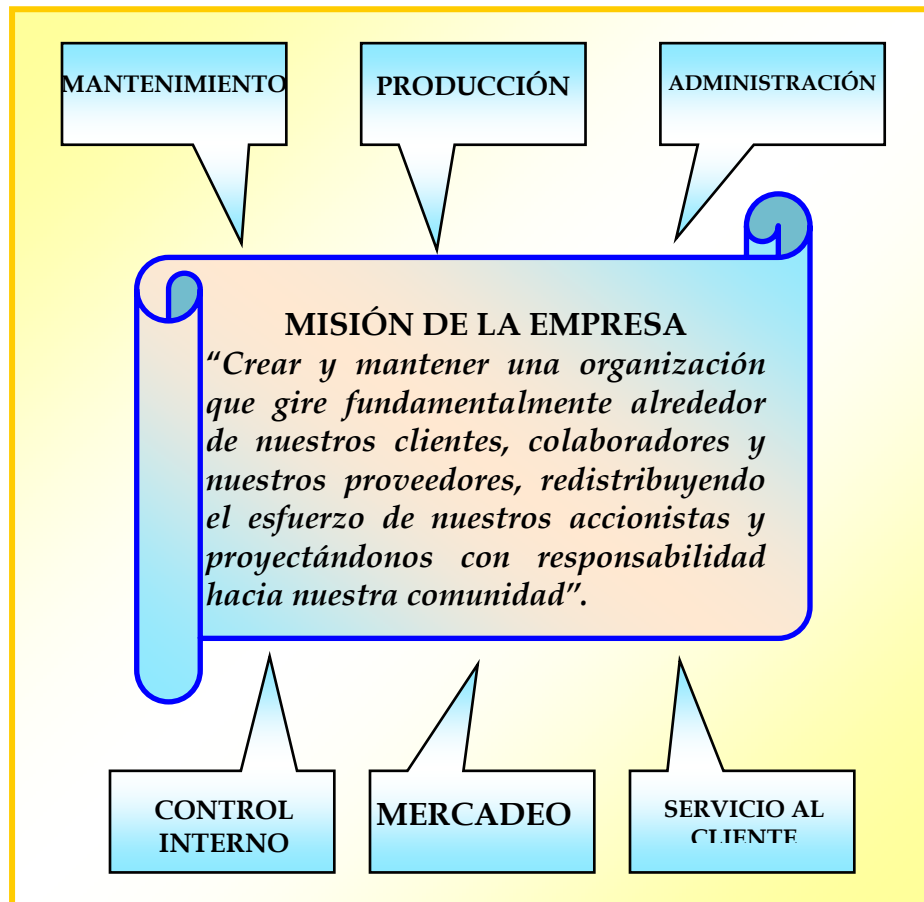 MANTENIMIENTO
PRODUCCIÓN
ADMINISTRACIÓN
MISIÓN DE LA EMPRESA
“Crear y mantener una organización
que gire fundamentalmente alrededor
de nuestros clientes, colaboradores y
nuestros proveedores, redistribuyendo
el esfuerzo de nuestros accionistas y
proyectándonos con responsabilidad
hacia nuestra comunidad”.
CONTROL
INTERNO
MERCADEO
SERVICIO AL
CLIENTE